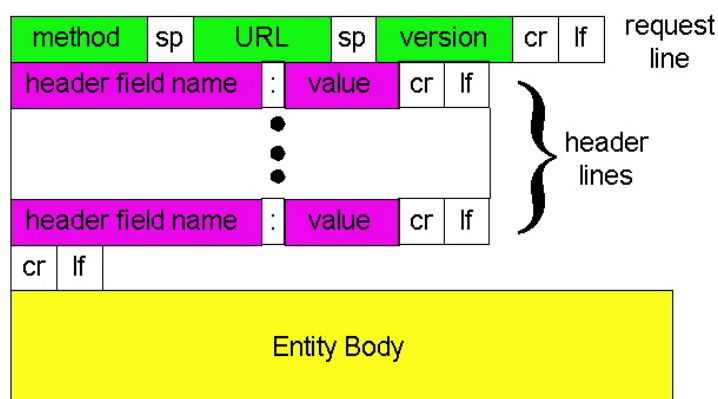 method sp URL sp version cr lf request line
header field name : value cr lf
header lines
header field name : value cr lf
cr lf
Entity Body